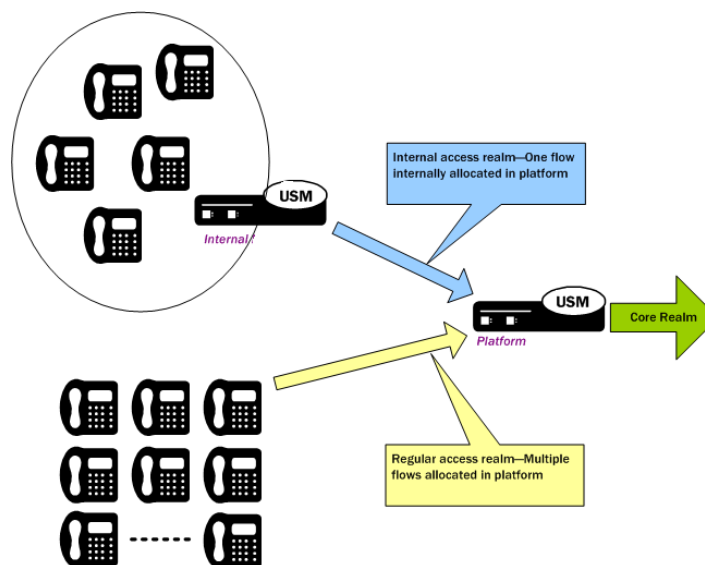 USM
Internal
Internal access realm—One flow
internally allocated in platform
USM
Platform
Core Realm
Regular access realm—Multiple
flows allocated in platform